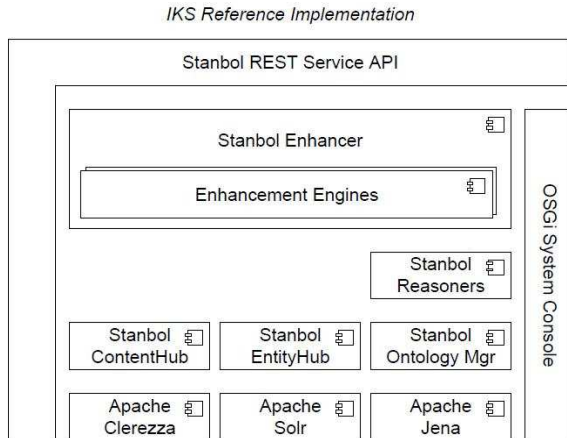 IKS Reference Implementation
Stanbol REST Service API
Stanbol Enhancer
Enhancement Engines
OSGi System Console
Stanbol
Reasoners
Stanbol
ContentHub
Stanbol
EntityHub
Stanbol
Ontology Mgr
Apache
Clerezza
Apache
Solr
Apache
Jena